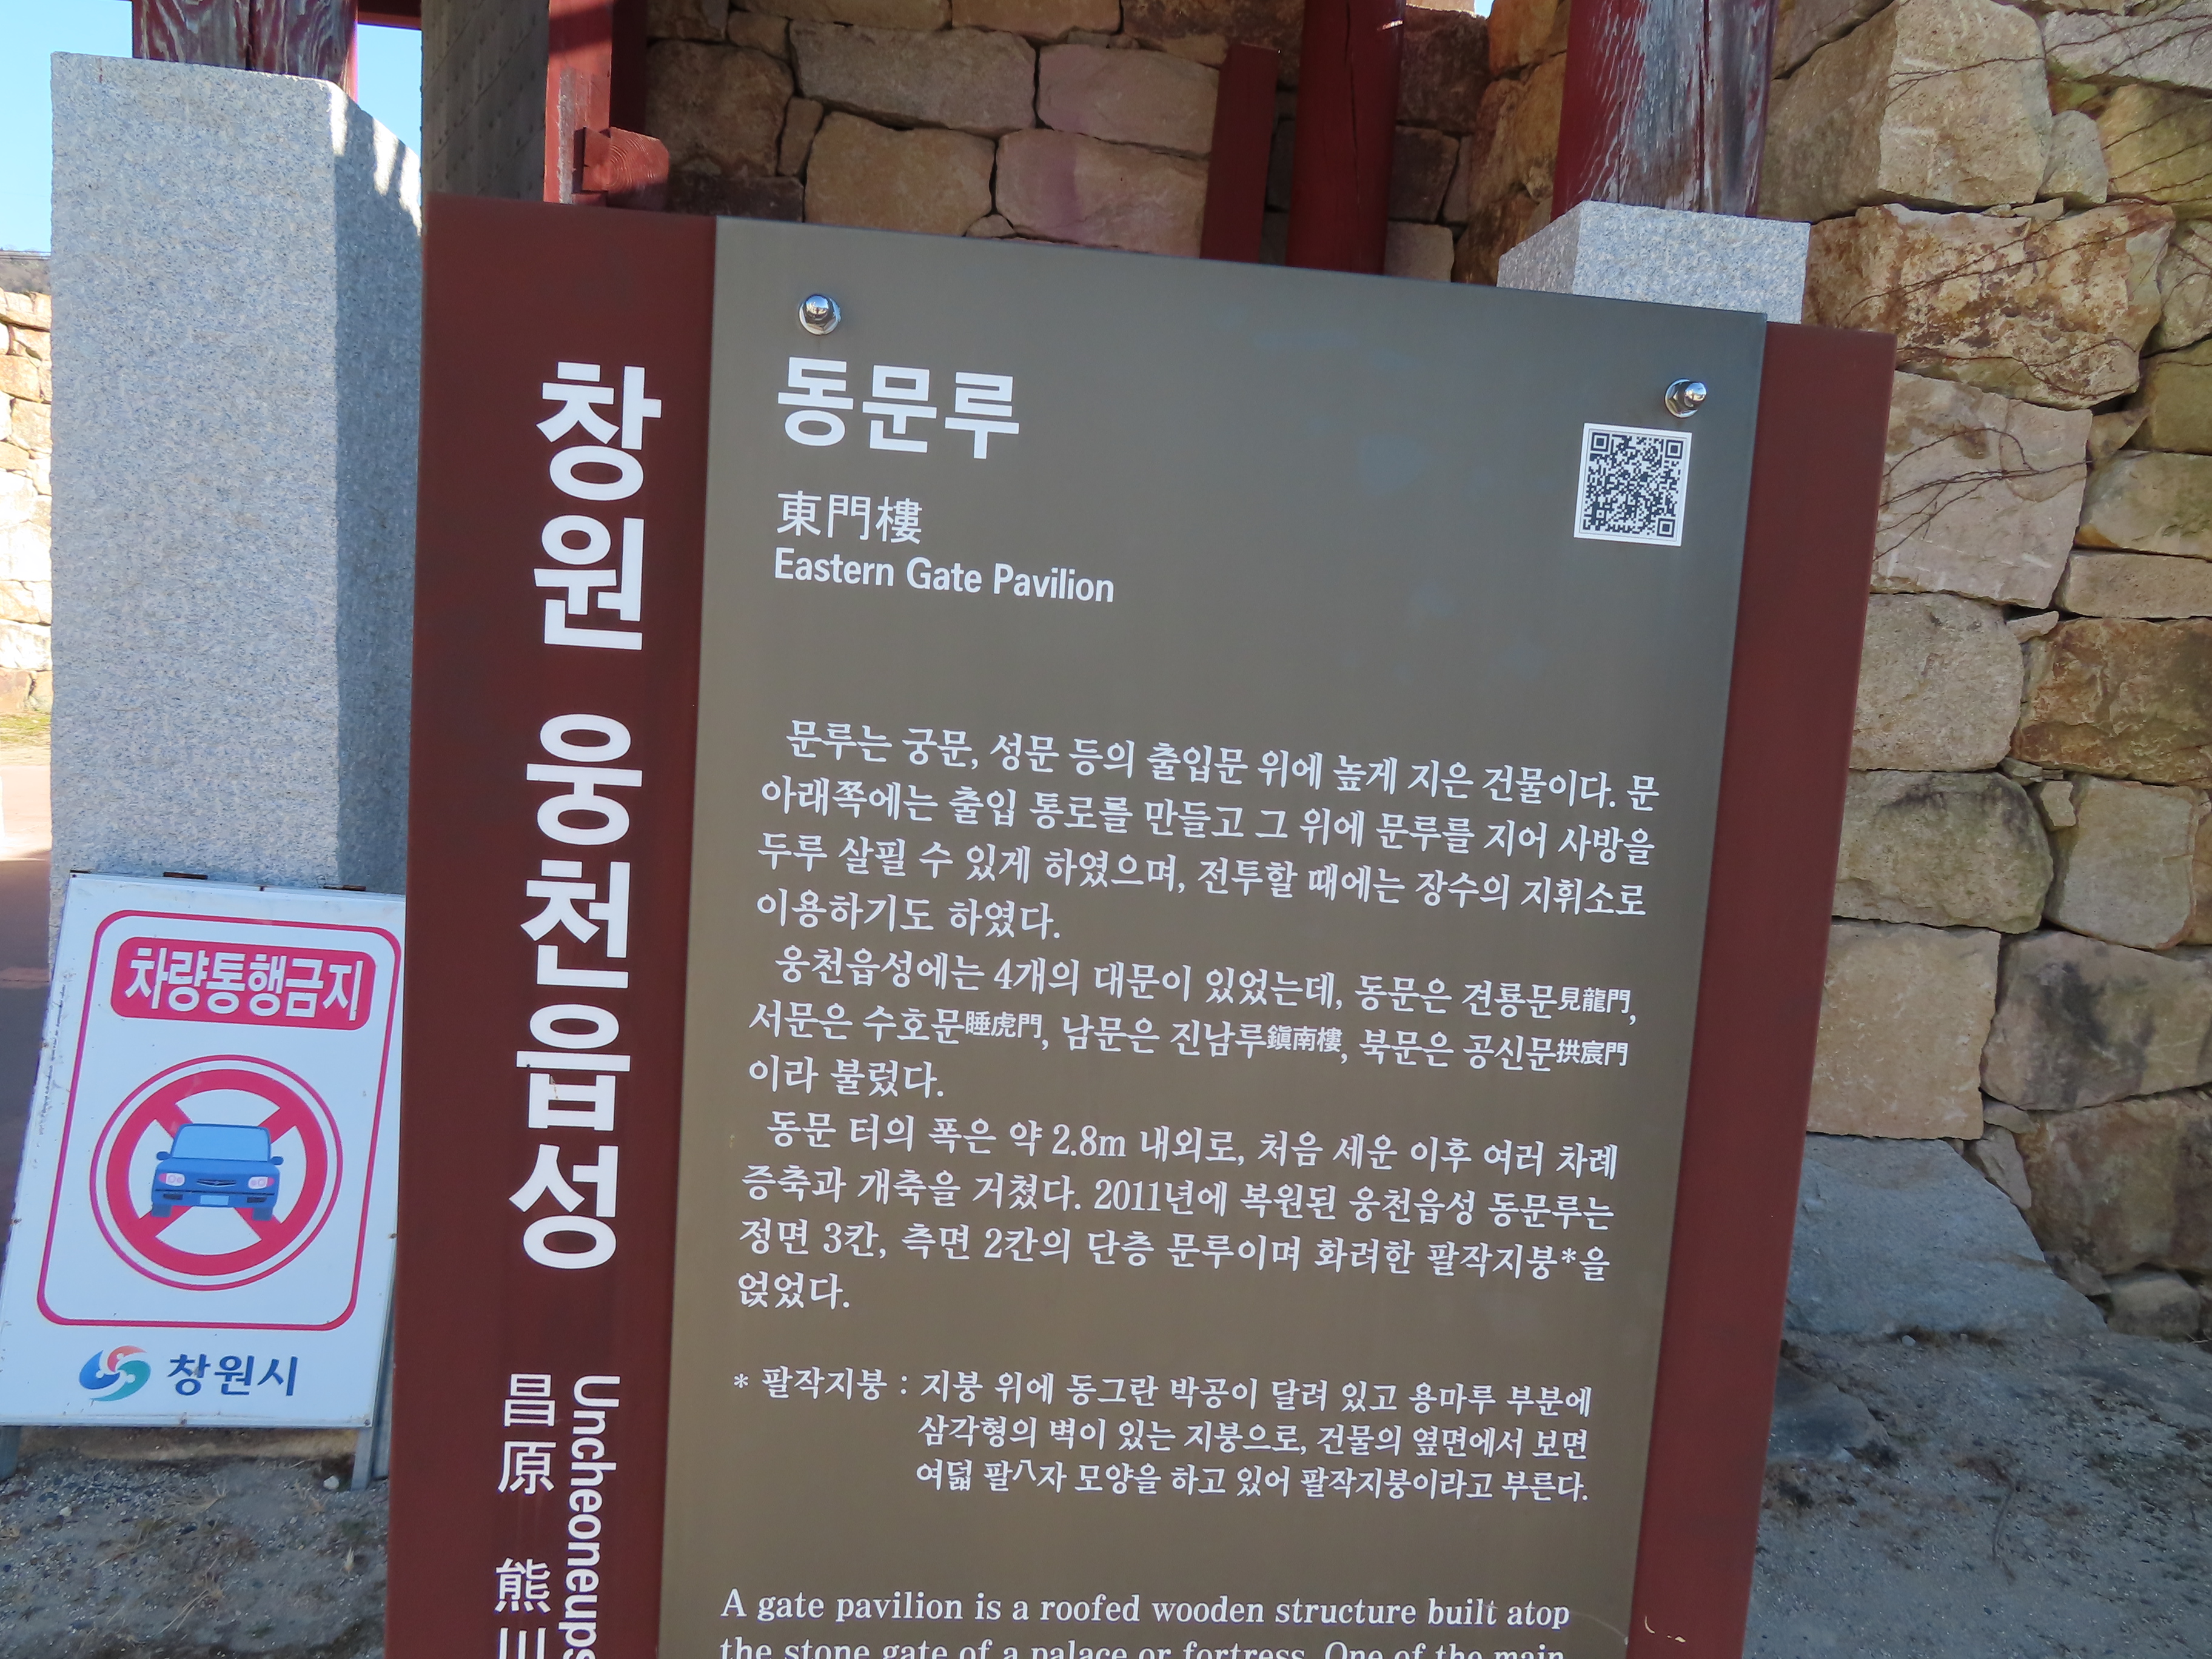 창원 웅천읍성
昌原 熊川
Uncheoneups
동문루
東門樓
Eastern Gate Pavilion
문루는 궁문, 성문 등의 출입문 위에 높게 지은 건물이다. 문
아래쪽에는 출입 통로를 만들고 그 위에 문루를 지어 사방을
두루 살필 수 있게 하였으며, 전투할 때에는 장수의 지휘소로
이용하기도 하였다.
웅천읍성에는 4개의 대문이 있었는데, 동문은 견룡문見龍門,
서문은 수호문睡虎門, 남문은 진남루鎭南樓, 북문은 공신문拱宸門
이라 불렀다.
동문 터의 폭은 약 2.8m 내외로, 처음 세운 이후 여러 차례
증축과 개축을 거쳤다. 2011년에 복원된 웅천읍성 동문루는
정면 3칸, 측면 2칸의 단층 문루이며 화려한 팔작지붕*을
얹었다.
* 팔작지붕 : 지붕 위에 동그란 박공이 달려 있고 용마루 부분에
삼각형의 벽이 있는 지붕으로, 건물의 옆면에서 보면
여덟 팔八자 모양을 하고 있어 팔작지붕이라고 부른다.
A gate pavilion is a roofed wooden structure built atop
the stone gate of a palace or fortress. One of the main
차량통행금지
창원시